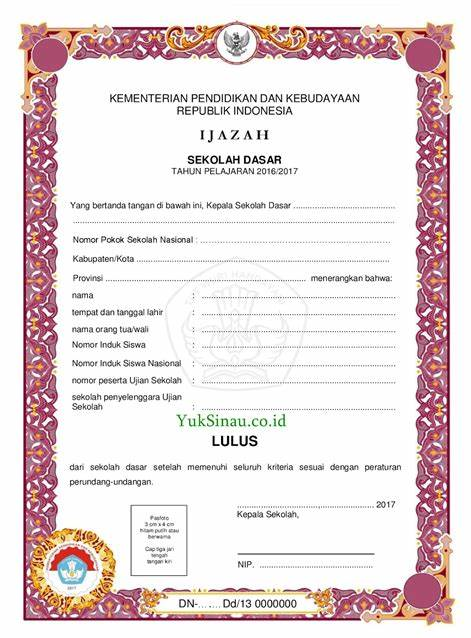 KEMENTERIAN PENDIDIKAN DAN KEBUDAYAAN
REPUBLIK INDONESIA
IJAZAH
SEKOLAH DASAR
TAHUN PELAJARAN 2016/2017
Yang bertanda tangan di bawah ini, Kepala Sekolah Dasar ..............................
..............................................................................................................
Nomor Pokok Sekolah Nasional : ..........................................................
Kabupaten/Kota ....................................................................................
Provinsi .................................................................. menerangkan bahwa:
nama : ..........................................................
tempat dan tanggal lahir : ..........................................................
nama orang tua/wali : ..........................................................
Nomor Induk Siswa : ..........................................................
Nomor Induk Siswa Nasional : ..........................................................
nomor peserta Ujian Sekolah : ..........................................................
sekolah penyelenggara Ujian
Sekolah : ..........................................................
YukSinau.co.id
LULUS
dari sekolah dasar setelah memenuhi seluruh kriteria sesuai dengan peraturan
perundang-undangan.
.............................................. 2017
Kepala Sekolah,
Pasfoto
3 cm x 4 cm
hitam putih atau
berwarna
Cap tiga jari
tengah
tangan kiri
NIP. ..............................
2017
DN-........Dd/13 0000000